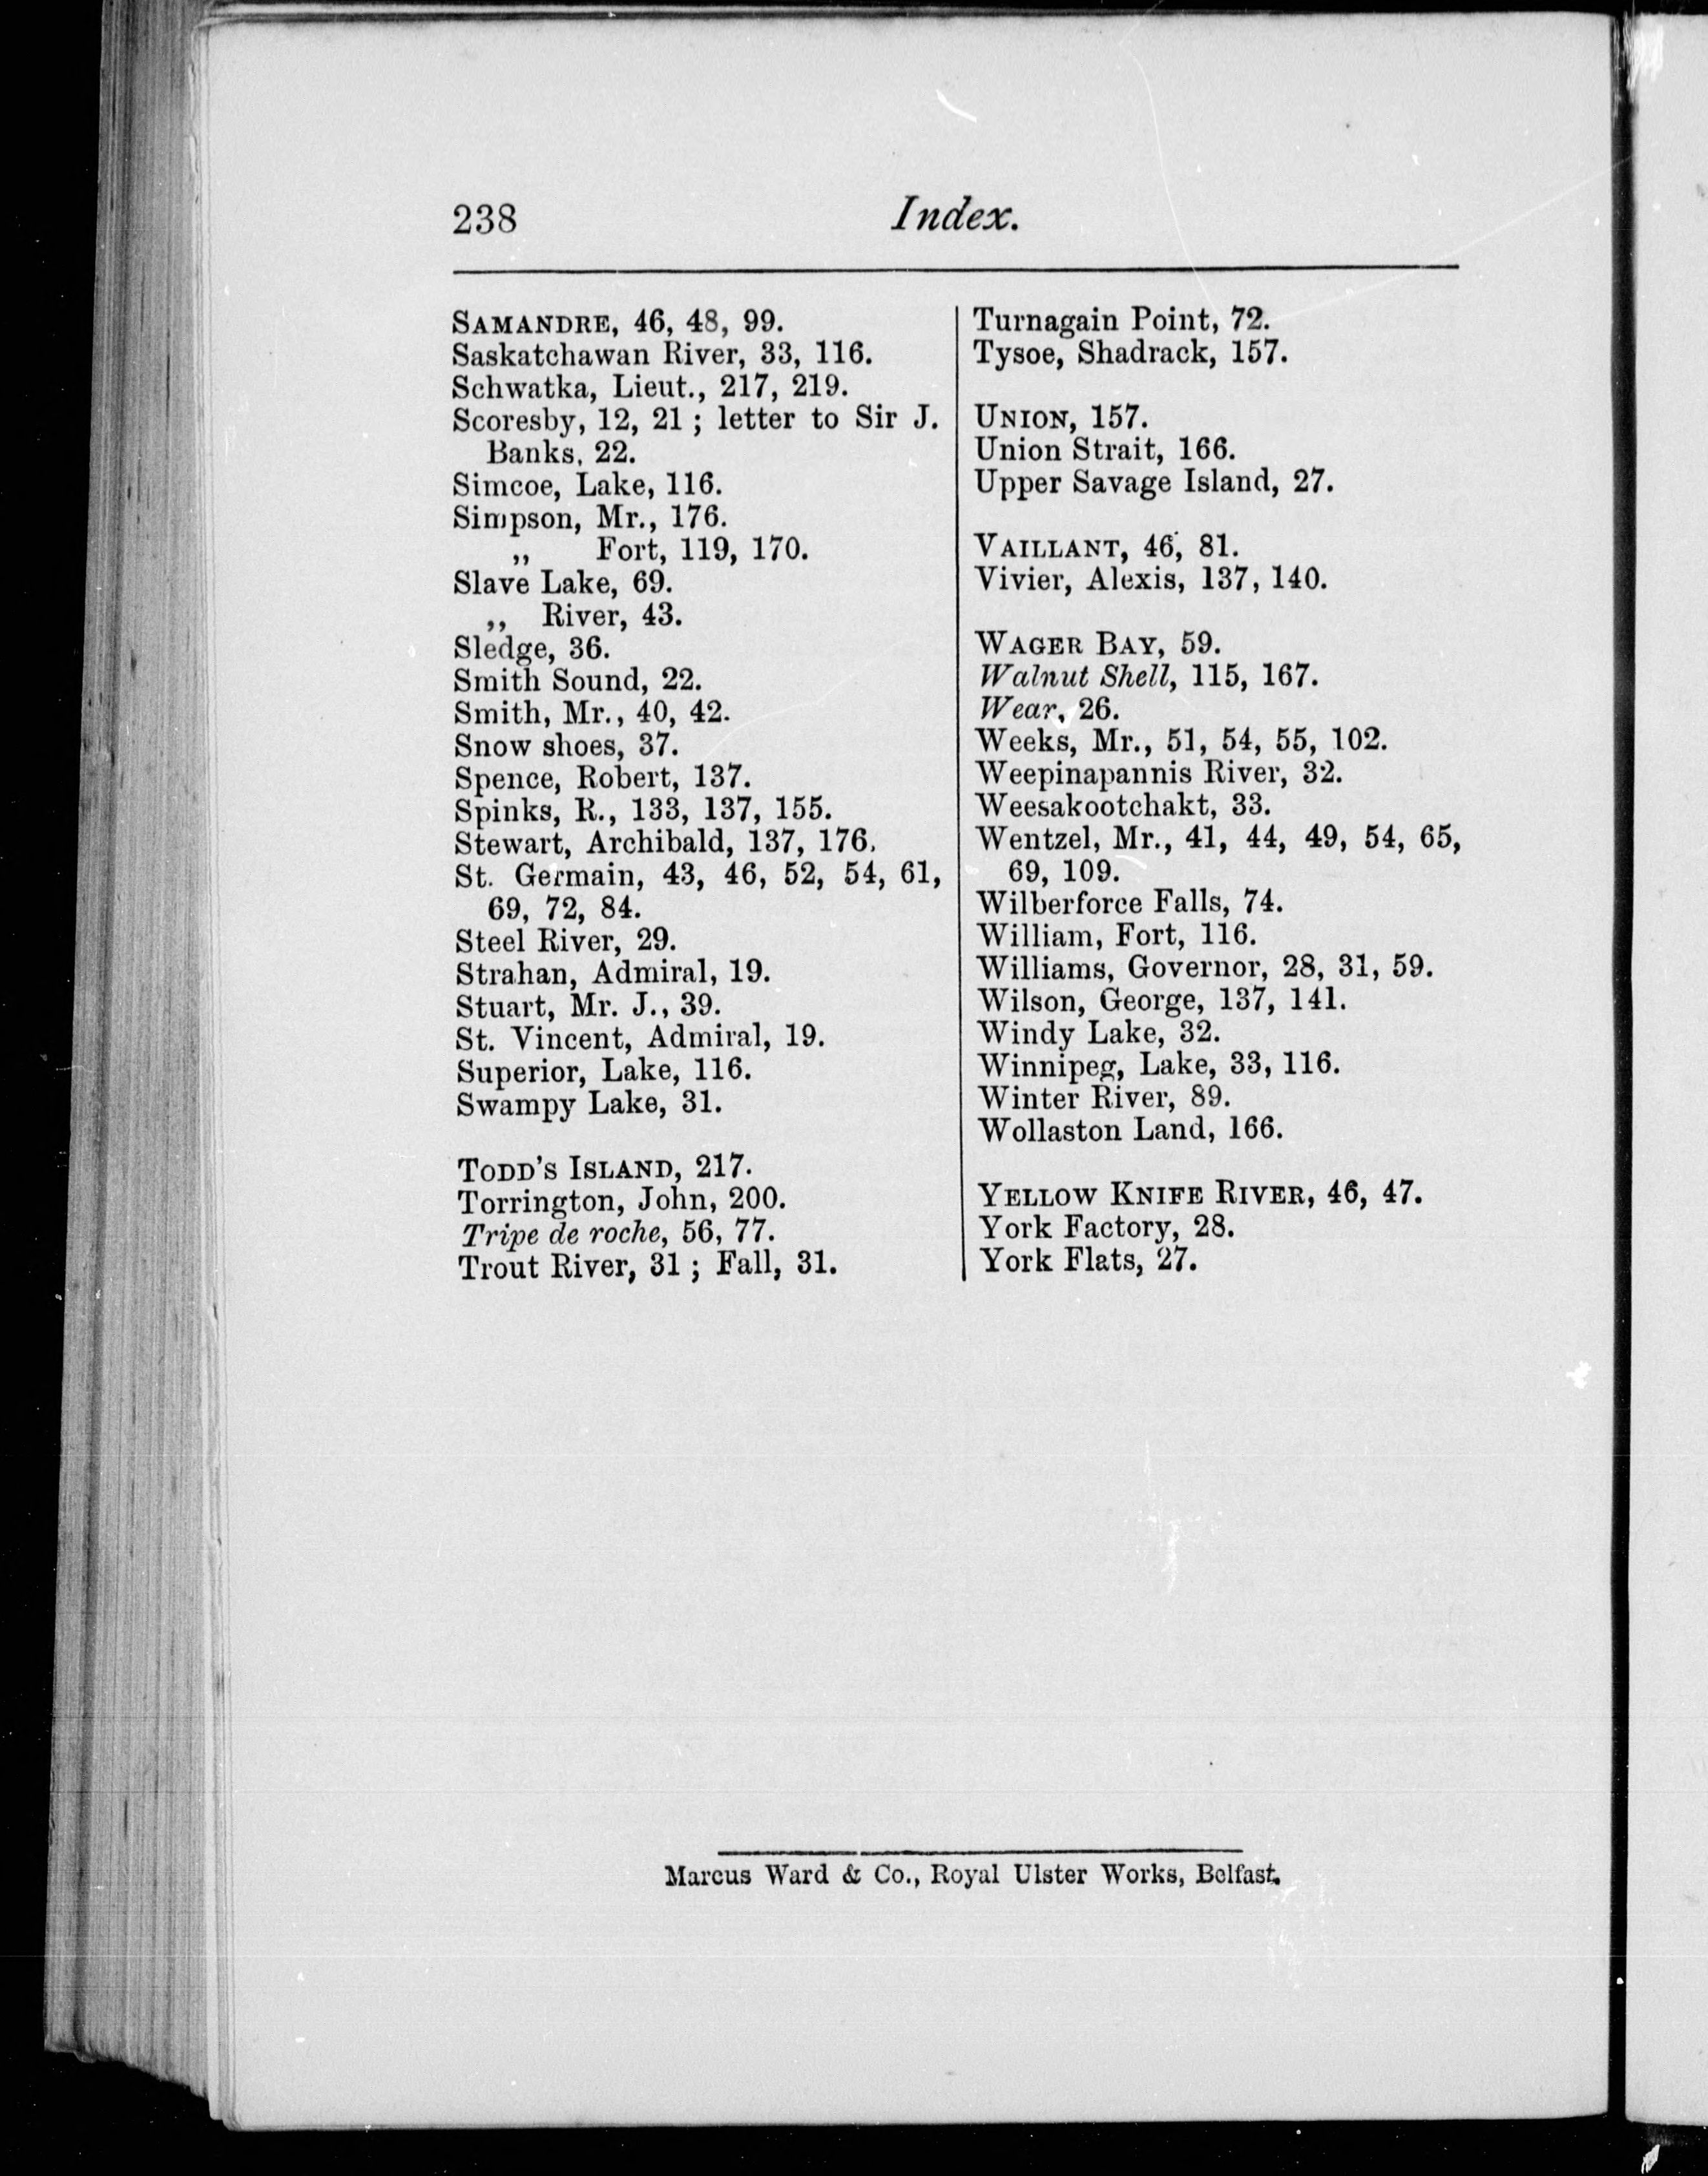 238
Index.
SAMANDRE, 46, 48, 99.
Saskatchawan River, 33, 116.
Schwatka, Lieut., 217, 219.
Scoresby, 12, 21 ; letter to Sir J.
Banks, 22.
Simcoe, Lake, 116.
Simpson, Mr., 176.
,, Fort, 119, 170.
Slave Lake, 69.
,, River, 43.
Sledge, 36.
Smith Sound, 22.
Smith, Mr., 40, 42.
Snow shoes, 37.
Spence, Robert, 137.
Spinks, R., 133, 137, 155.
Stewart, Archibald, 137, 176.
St. Germain, 43, 46, 52, 54, 61,
69, 72, 84.
Steel River, 29.
Strahan, Admiral, 19.
Stuart, Mr. J., 39.
St. Vincent, Admiral, 19.
Superior, Lake, 116.
Swampy Lake, 31.
TODD'S ISLAND, 217.
Torrington, John, 200.
Tripe de roche, 56, 77.
Trout River, 31 ; Fall, 31.
Turnagain Point, 72.
Tysoe, Shadrack, 157.
UNION, 157.
Union Strait, 166.
Upper Savage Island, 27.
VAILLANT, 46, 81.
Vivier, Alexis, 137, 140.
WAGER BAY, 59.
Walnut Shell, 115, 167.
Wear, 26.
Weeks, Mr., 51, 54, 55, 102.
Weepinapannis River, 32.
Weesakootchakt, 33.
Wentzel, Mr., 41, 44, 49, 54, 65,
69, 109.
Wilberforce Falls, 74.
William, Fort, 116.
Williams, Governor, 28, 31, 59.
Wilson, George, 137, 141.
Windy Lake, 32.
Winnipeg, Lake, 33, 116.
Winter River, 89.
Wollaston Land, 166.
YELLOW KNIFE RIVER, 46, 47.
York Factory, 28.
York Flats, 27.
Marcus Ward & Co., Royal Ulster Works, Belfast.